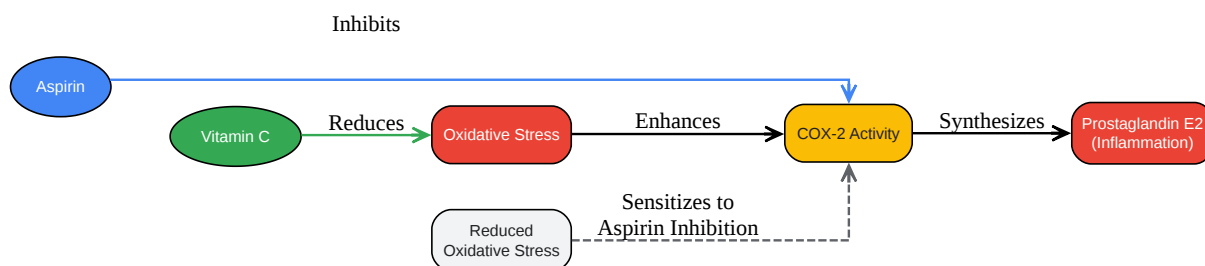 Inhibits
Aspirin
Vitamin C
Reduces
Oxidative Stress
Enhances
COX-2 Activity
Synthesizes
Prostaglandin E2
(Inflammation)
Sensitizes to
Aspirin Inhibition
Reduced
Oxidative Stress